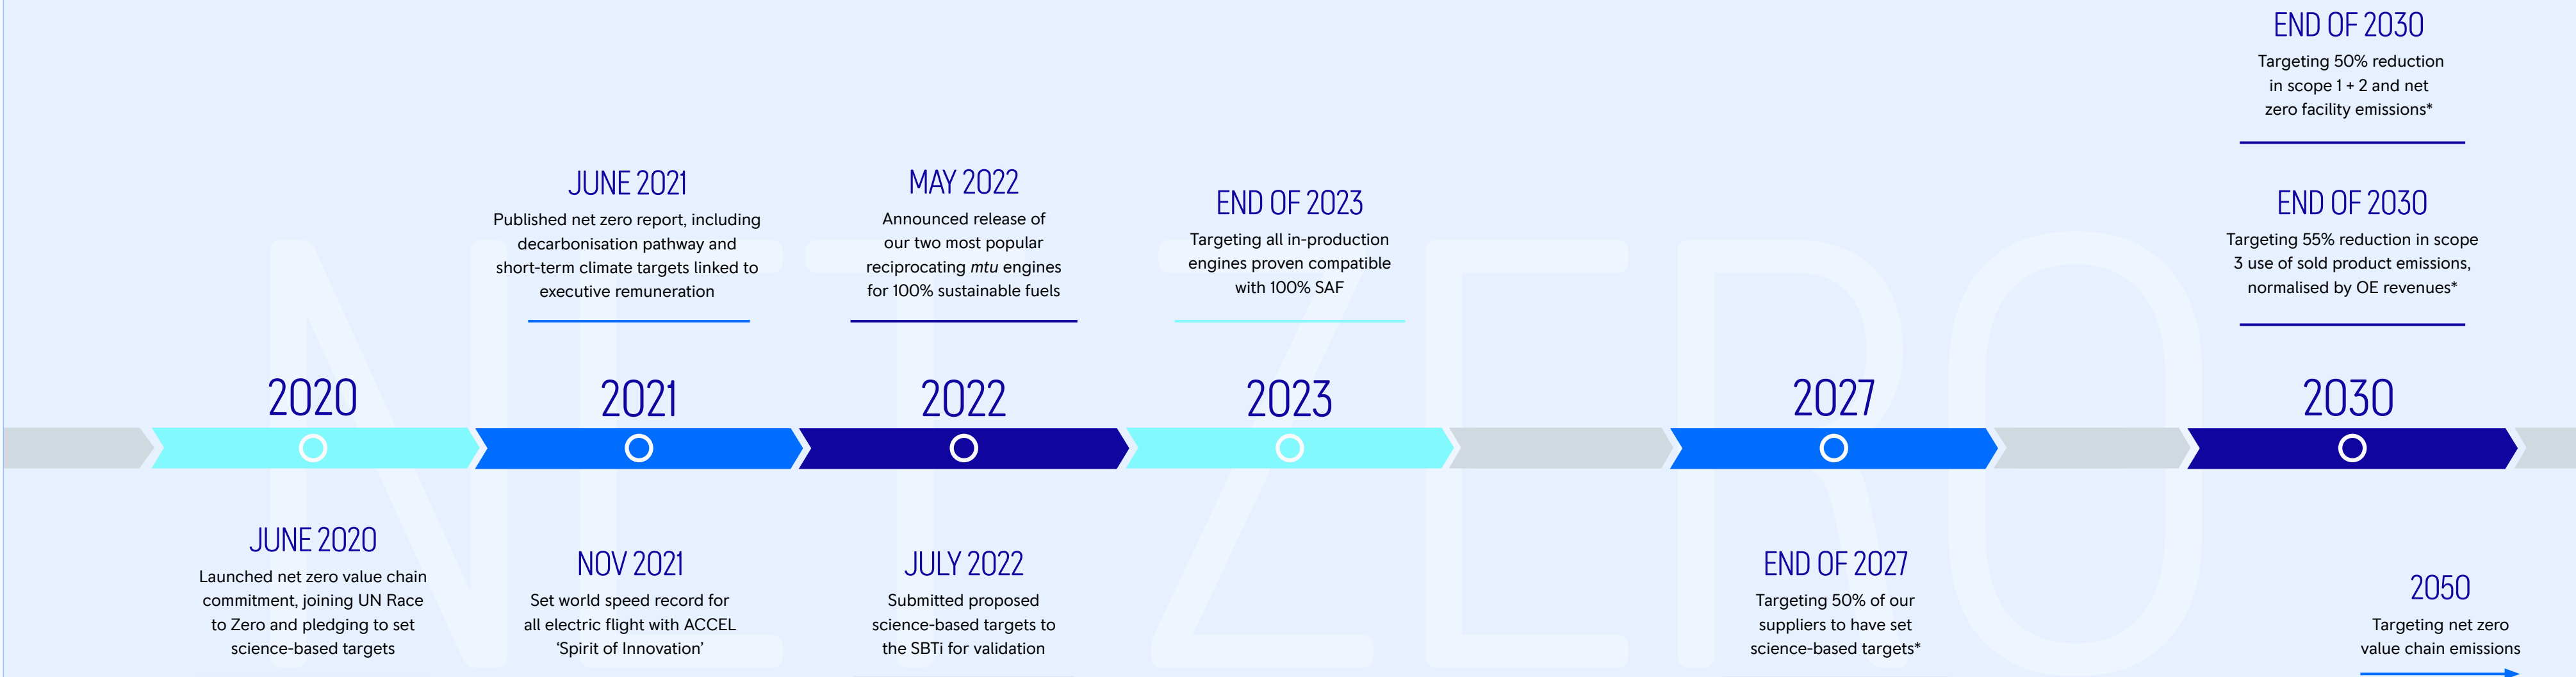 END OF 2030
Targeting 50% reduction
in scope 1 + 2 and net
zero facility emissions*
JUNE 2021
Published net zero report, including
decarbonisation pathway and
short-term climate targets linked to
executive remuneration
MAY 2022
Announced release of
our two most popular
reciprocating mtu engines
for 100% sustainable fuels
END OF 2023
Targeting all in-production
engines proven compatible
with 100% SAF
END OF 2030
Targeting 55% reduction in scope
3 use of sold product emissions,
normalised by OE revenues*
NET ZERO
2020
2021
2022
2023
2027
2030
JUNE 2020
Launched net zero value chain
commitment, joining UN Race
to Zero and pledging to set
science-based targets
NOV 2021
Set world speed record for
all electric flight with ACCEL
‘Spirit of Innovation’
JULY 2022
Submitted proposed
science-based targets to
the SBTi for validation
END OF 2027
Targeting 50% of our
suppliers to have set
science-based targets*
2050
Targeting net zero
value chain emissions